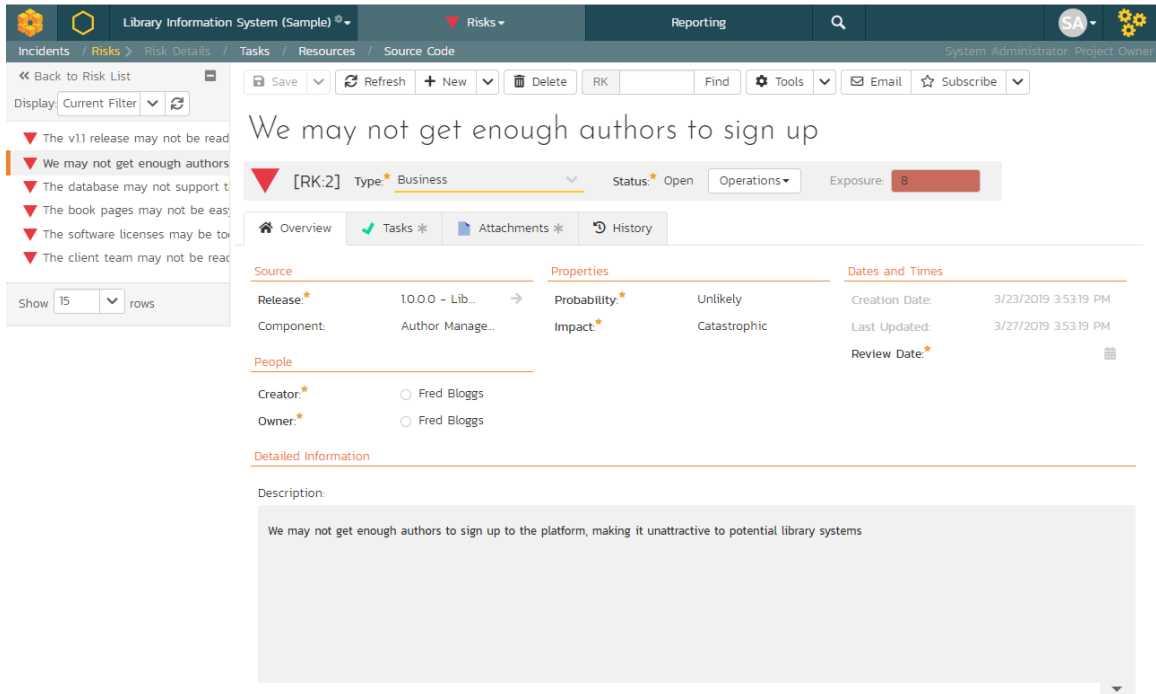 Library Information System (Sample) Risks Reporting SA
Incidents / Risks > Risk Details / Tasks / Resources / Source Code System Administrator: Project Owner
Back to Risk List
Save Refresh New Delete RK Find Tools Email Subscribe
Display: Current Filter
The v1.1 release may not be read
We may not get enough authors
The database may not support t
The book pages may not be eas
The software licenses may be to
The client team may not be read
Show 15 rows
We may not get enough authors to sign up
[RK:2] Type:* Business Status:* Open Operations Exposure: 8
Overview Tasks * Attachments * History
Source Properties Dates and Times
Release:* 1.0.0.0 - Lib... Probability:* Unlikely Creation Date: 3/23/2019 3:53:19 PM
Component: Author Manage... Impact:* Catastrophic Last Updated: 3/27/2019 3:53:19 PM
Review Date:*
People
Creator:* Fred Bloggs
Owner:* Fred Bloggs
Detailed Information
Description:
We may not get enough authors to sign up to the platform, making it unattractive to potential library systems